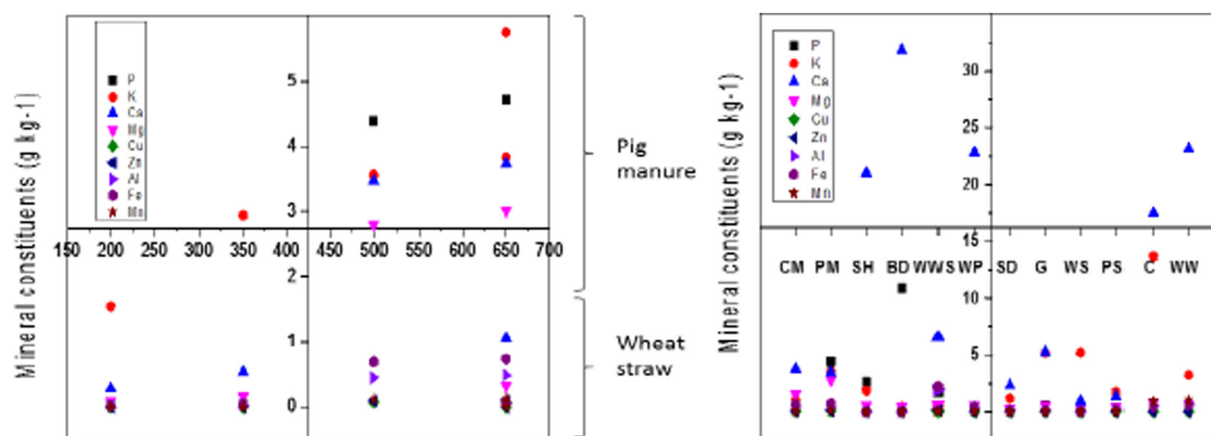 Mineral constituents (g kg-1)
P
K
Ca
Mg
Cu
Zn
Al
Fe
Mn
5
4
3
2
1
0
150 200 250 300 350 400 450 500 550 600 650 700
Pig
manure
Wheat
straw
Mineral constituents (g kg-1)
P
K
Ca
Mg
Cu
Zn
Al
Fe
Mn
30
25
20
15
10
5
0
CM PM SH BD WWS WP SD G WS PS C WW